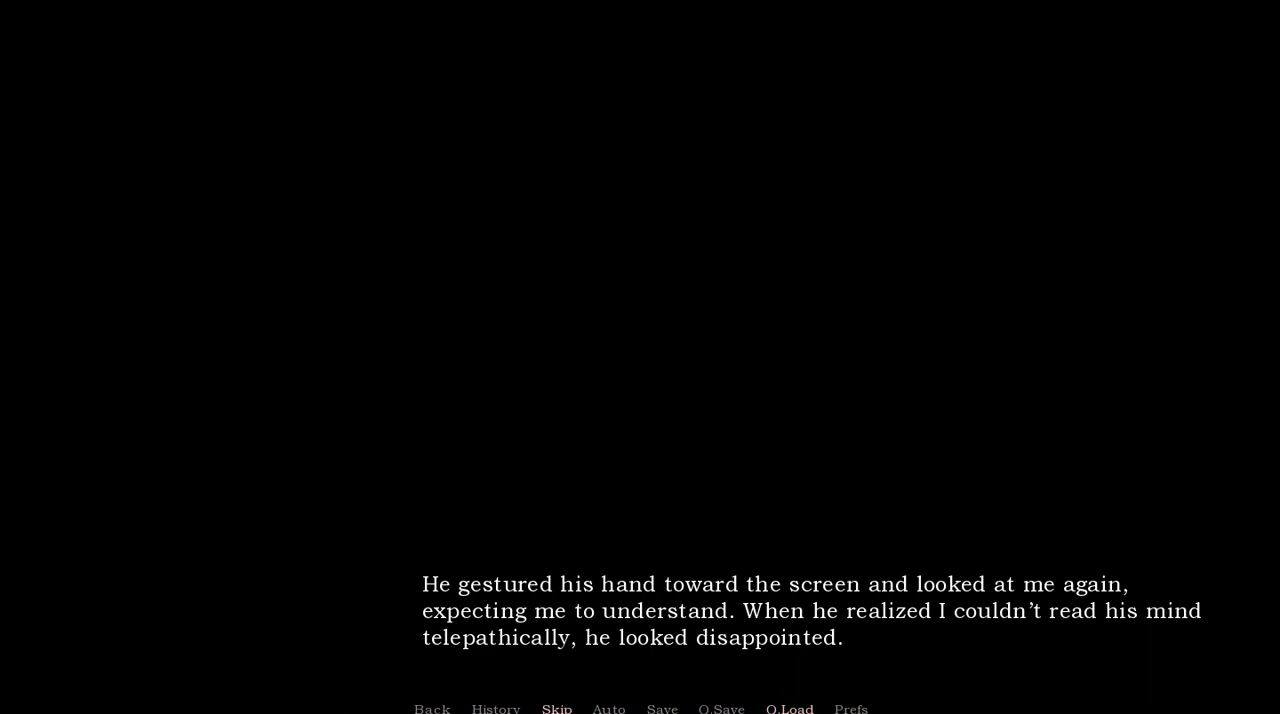 He gestured his hand toward the screen and looked at me again,
expecting me to understand. When he realized I couldn’t read his mind
telepathically, he looked disappointed.
Back History Skip Auto Save Q.Save Q.Load Prefs